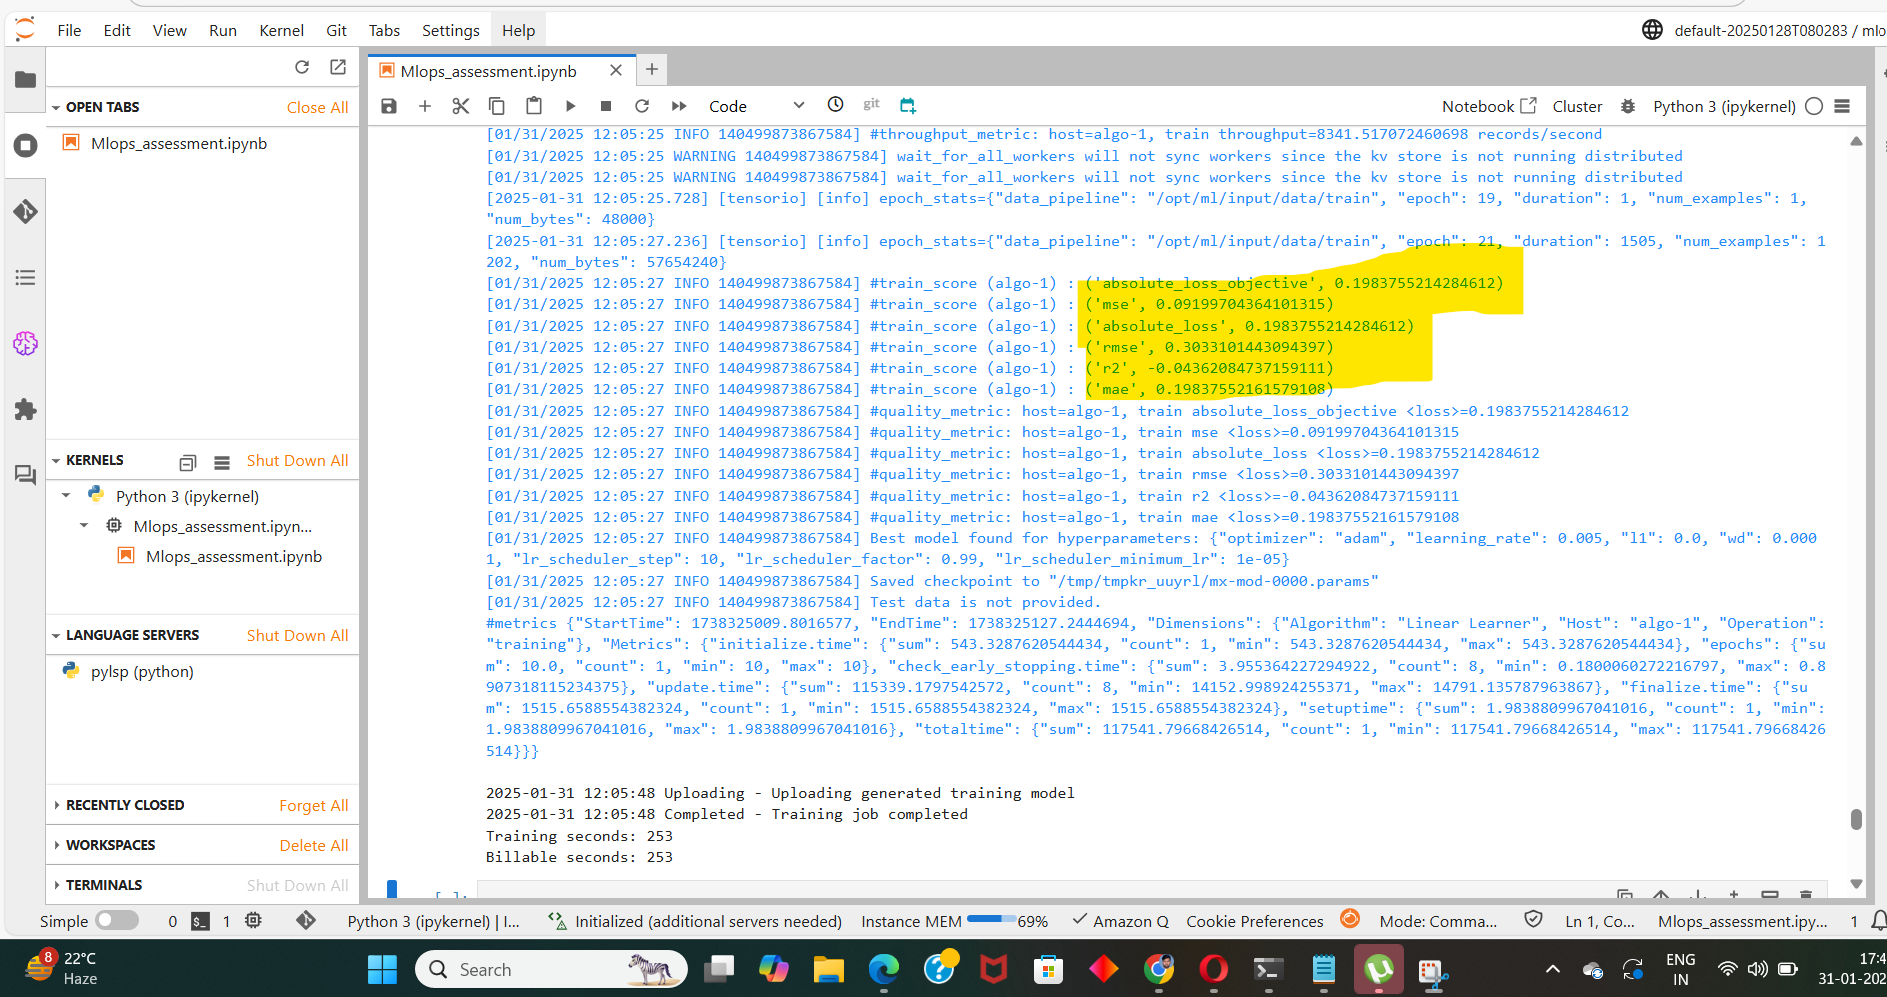 File Edit View Run Kernel Git Tabs Settings Help
default-20250128T080283 / mlo
OPEN TABS Close All
Mlops_assessment.ipynb
KERNELS Shut Down All
Python 3 (ipykernel)
Mlops_assessment.ipyn...
Mlops_assessment.ipynb
LANGUAGE SERVERS Shut Down All
pylsp (python)
RECENTLY CLOSED Forget All
WORKSPACES Delete All
TERMINALS Shut Down All
Mlops_assessment.ipynb
Code git Notebook Cluster Python 3 (ipykernel)
[01/31/2025 12:05:25 INFO 140499873867584] #throughput_metric: host=algo-1, train throughput=8341.517072460698 records/second
[01/31/2025 12:05:25 WARNING 140499873867584] wait_for_all_workers will not sync workers since the kv store is not running distributed
[01/31/2025 12:05:25 WARNING 140499873867584] wait_for_all_workers will not sync workers since the kv store is not running distributed
[2025-01-31 12:05:25.728] [tensorio] [info] epoch_stats={"data_pipeline": "/opt/ml/input/data/train", "epoch": 19, "duration": 1, "num_examples": 1,
"num_bytes": 48000}
[2025-01-31 12:05:27.236] [tensorio] [info] epoch_stats={"data_pipeline": "/opt/ml/input/data/train", "epoch": 21, "duration": 1505, "num_examples": 1
202, "num_bytes": 57654240}
[01/31/2025 12:05:27 INFO 140499873867584] #train_score (algo-1) : ('absolute_loss_objective', 0.1983755214284612)
[01/31/2025 12:05:27 INFO 140499873867584] #train_score (algo-1) : ('mse', 0.09199704364101315)
[01/31/2025 12:05:27 INFO 140499873867584] #train_score (algo-1) : ('absolute_loss', 0.1983755214284612)
[01/31/2025 12:05:27 INFO 140499873867584] #train_score (algo-1) : ('rmse', 0.3033101443094397)
[01/31/2025 12:05:27 INFO 140499873867584] #train_score (algo-1) : ('r2', -0.04362084737159111)
[01/31/2025 12:05:27 INFO 140499873867584] #train_score (algo-1) : ('mae', 0.19837552161579108)
[01/31/2025 12:05:27 INFO 140499873867584] #quality_metric: host=algo-1, train absolute_loss_objective <loss>=0.1983755214284612
[01/31/2025 12:05:27 INFO 140499873867584] #quality_metric: host=algo-1, train mse <loss>=0.09199704364101315
[01/31/2025 12:05:27 INFO 140499873867584] #quality_metric: host=algo-1, train absolute_loss <loss>=0.1983755214284612
[01/31/2025 12:05:27 INFO 140499873867584] #quality_metric: host=algo-1, train rmse <loss>=0.3033101443094397
[01/31/2025 12:05:27 INFO 140499873867584] #quality_metric: host=algo-1, train r2 <loss>=-0.04362084737159111
[01/31/2025 12:05:27 INFO 140499873867584] #quality_metric: host=algo-1, train mae <loss>=0.19837552161579108
[01/31/2025 12:05:27 INFO 140499873867584] Best model found for hyperparameters: {"optimizer": "adam", "learning_rate": 0.005, "l1": 0.0, "wd": 0.000
1, "lr_scheduler_step": 10, "lr_scheduler_factor": 0.99, "lr_scheduler_minimum_lr": 1e-05}
[01/31/2025 12:05:27 INFO 140499873867584] Saved checkpoint to "/tmp/tmpkr_uuyrl/mx-mod-0000.params"
[01/31/2025 12:05:27 INFO 140499873867584] Test data is not provided.
#metrics {"StartTime": 1738325009.8016577, "EndTime": 1738325127.2444694, "Dimensions": {"Algorithm": "Linear Learner", "Host": "algo-1", "Operation":
"training"}, "Metrics": {"initialize.time": {"sum": 543.3287620544434, "count": 1, "min": 543.3287620544434, "max": 543.3287620544434}, "epochs": {"su
m": 10.0, "count": 1, "min": 10, "max": 10}, "check_early_stopping.time": {"sum": 3.955364227294922, "count": 8, "min": 0.1800060272216797, "max": 0.8
907318115234375}, "update.time": {"sum": 115339.1797542572, "count": 8, "min": 14152.998924255371, "max": 14791.135787963867}, "finalize.time": {"su
m": 1515.6588554382324, "count": 1, "min": 1515.6588554382324, "max": 1515.6588554382324}, "setuptime": {"sum": 1.9838809967041016, "count": 1, "min":
1.9838809967041016, "max": 1.9838809967041016}, "totaltime": {"sum": 117541.79668426514, "count": 1, "min": 117541.79668426514, "max": 117541.79668426
514}}}
2025-01-31 12:05:48 Uploading - Uploading generated training model
2025-01-31 12:05:48 Completed - Training job completed
Training seconds: 253
Billable seconds: 253
[ ]:
Simple 0 1 Python 3 (ipykernel) | I... Initialized (additional servers needed) Instance MEM 69% Amazon Q Cookie Preferences Mode: Comma... Ln 1, Co... Mlops_assessment.ipy... 1
8 22°C
Haze
Search
ENG
IN
17:4
31-01-202